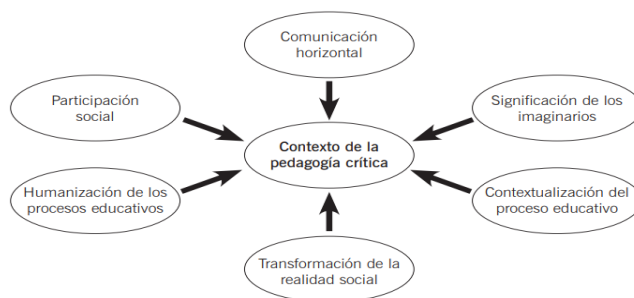 Comunicación
horizontal
Participación
social
Significación de los
imaginarios
Contexto de la
pedagogía crítica
Humanización de los
procesos educativos
Contextualización del
proceso educativo
Transformación de la
realidad social